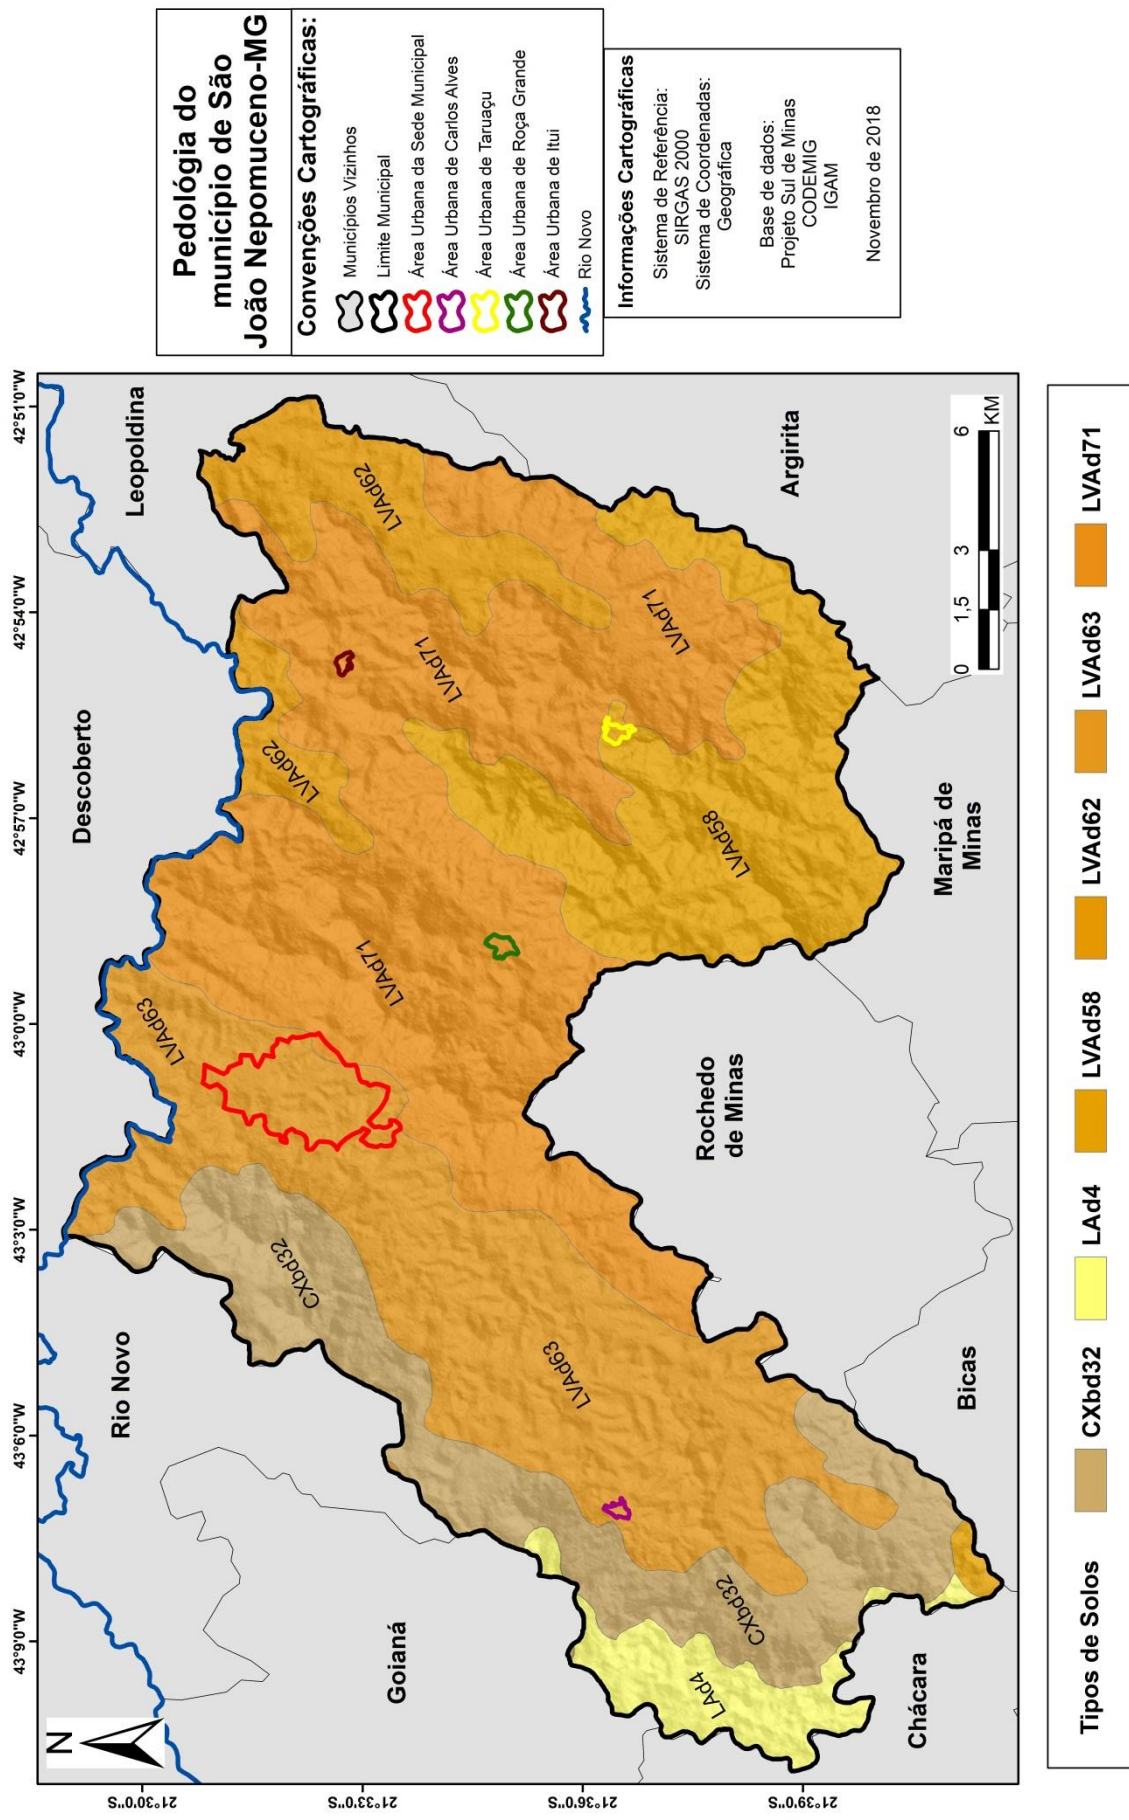 Pedológia do
município de São
João Nepomuceno-MG
Convenções Cartográficas:
Municípios Vizinhos
Limite Municipal
Área Urbana da Sede Municipal
Área Urbana de Carlos Alves
Área Urbana de Taruaçu
Área Urbana de Roça Grande
Área Urbana de Itui
Rio Novo
Informações Cartográficas
Sistema de Referência:
SIRGAS 2000
Sistema de Coordenadas:
Geográfica
Base de dados:
Projeto Sul de Minas
CODEMIG
IGAM
Novembro de 2018
43°9'0"W
43°6'0"W
43°3'0"W
43°0'0"W
42°57'0"W
42°54'0"W
42°51'0"W
21°30'0"S
21°33'0"S
21°36'0"S
21°39'0"S
N
Rio Novo
Descoberto
Leopoldina
Goianá
Argirita
Rochedo
de Minas
Maripá de
Minas
Chácara
Bicas
LVAd63
LVAd62
LVAd62
CXbd32
LVAd71
LVAd71
LVAd63
LVAd71
LVAd58
CXbd32
LAd4
0
1,5
3
6
KM
Tipos de Solos
CXbd32
LAd4
LVAd58
LVAd62
LVAd63
LVAd71